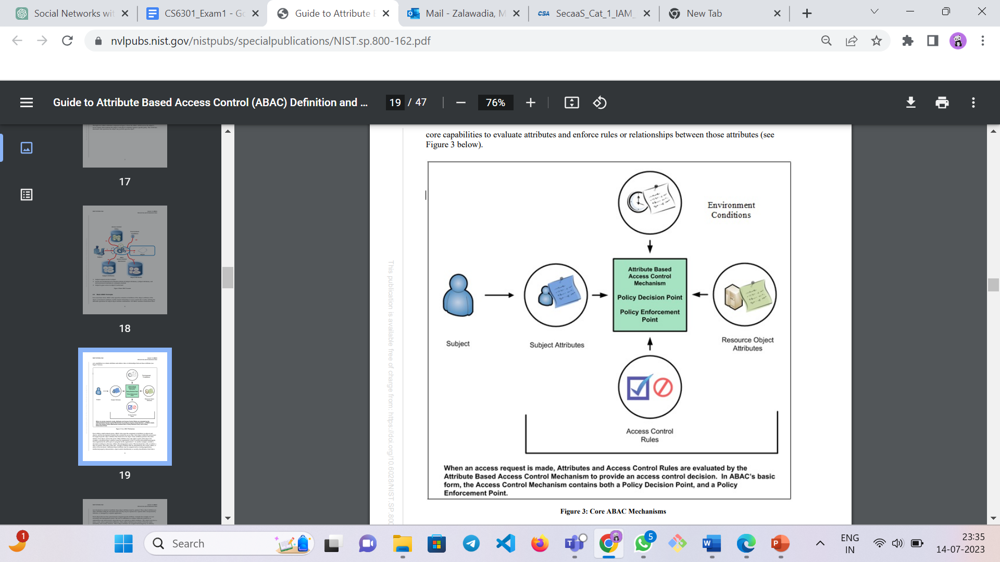 Social Networks wit
CS6301_Exam1 - Go
Guide to Attribute B
Mail - Zalawadia, M
CSA
SecaaS_Cat_1_IAM_
New Tab
nvlpubs.nist.gov/nistpubs/specialpublications/NIST.sp.800-162.pdf
Guide to Attribute Based Access Control (ABAC) Definition and ...
19 / 47
76%
17
18
19
core capabilities to evaluate attributes and enforce rules or relationships between those attributes (see
Figure 3 below).
Environment
Conditions
Attribute Based
Access Control
Mechanism
Policy Decision Point
Policy Enforcement
Point
Subject
Subject Attributes
Resource Object
Attributes
Access Control
Rules
When an access request is made, Attributes and Access Control Rules are evaluated by the
Attribute Based Access Control Mechanism to provide an access control decision. In ABAC's basic
form, the Access Control Mechanism contains both a Policy Decision Point, and a Policy
Enforcement Point.
Figure 3: Core ABAC Mechanisms
This publication is available free of charge from: https://doi.org/10.6028/NIST.SP.800
1
Search
5
ENG
IN
23:35
14-07-2023